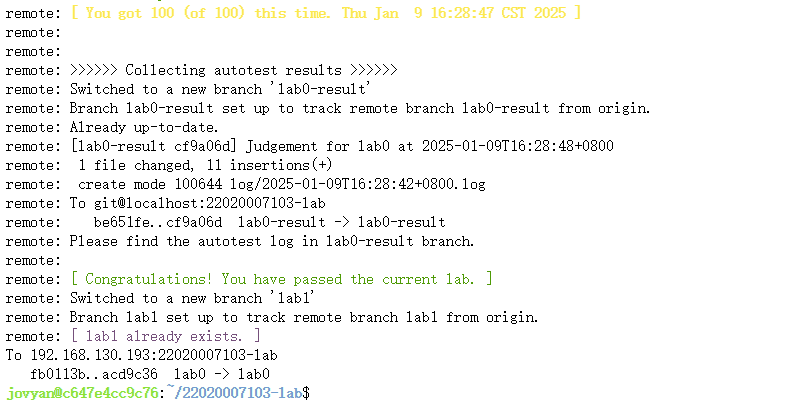 remote: [ You got 100 (of 100) this time. Thu Jan  9 16:28:47 CST 2025 ]
remote:
remote:
remote: >>>>>> Collecting autotest results >>>>>>
remote: Switched to a new branch 'lab0-result'
remote: Branch lab0-result set up to track remote branch lab0-result from origin.
remote: Already up-to-date.
remote: [lab0-result cf9a06d] Judgement for lab0 at 2025-01-09T16:28:48+0800
remote:  1 file changed, 11 insertions(+)
remote:  create mode 100644 log/2025-01-09T16:28:42+0800.log
remote: To git@localhost:22020007103-lab
remote:    be651fe..cf9a06d  lab0-result -> lab0-result
remote: Please find the autotest log in lab0-result branch.
remote:
remote: [ Congratulations! You have passed the current lab. ]
remote: Switched to a new branch 'lab1'
remote: Branch lab1 set up to track remote branch lab1 from origin.
remote: [ lab1 already exists. ]
To 192.168.130.193:22020007103-lab
   fb0113b..acd9c36  lab0 -> lab0
jovyan@c647e4cc9c76:~/22020007103-lab$